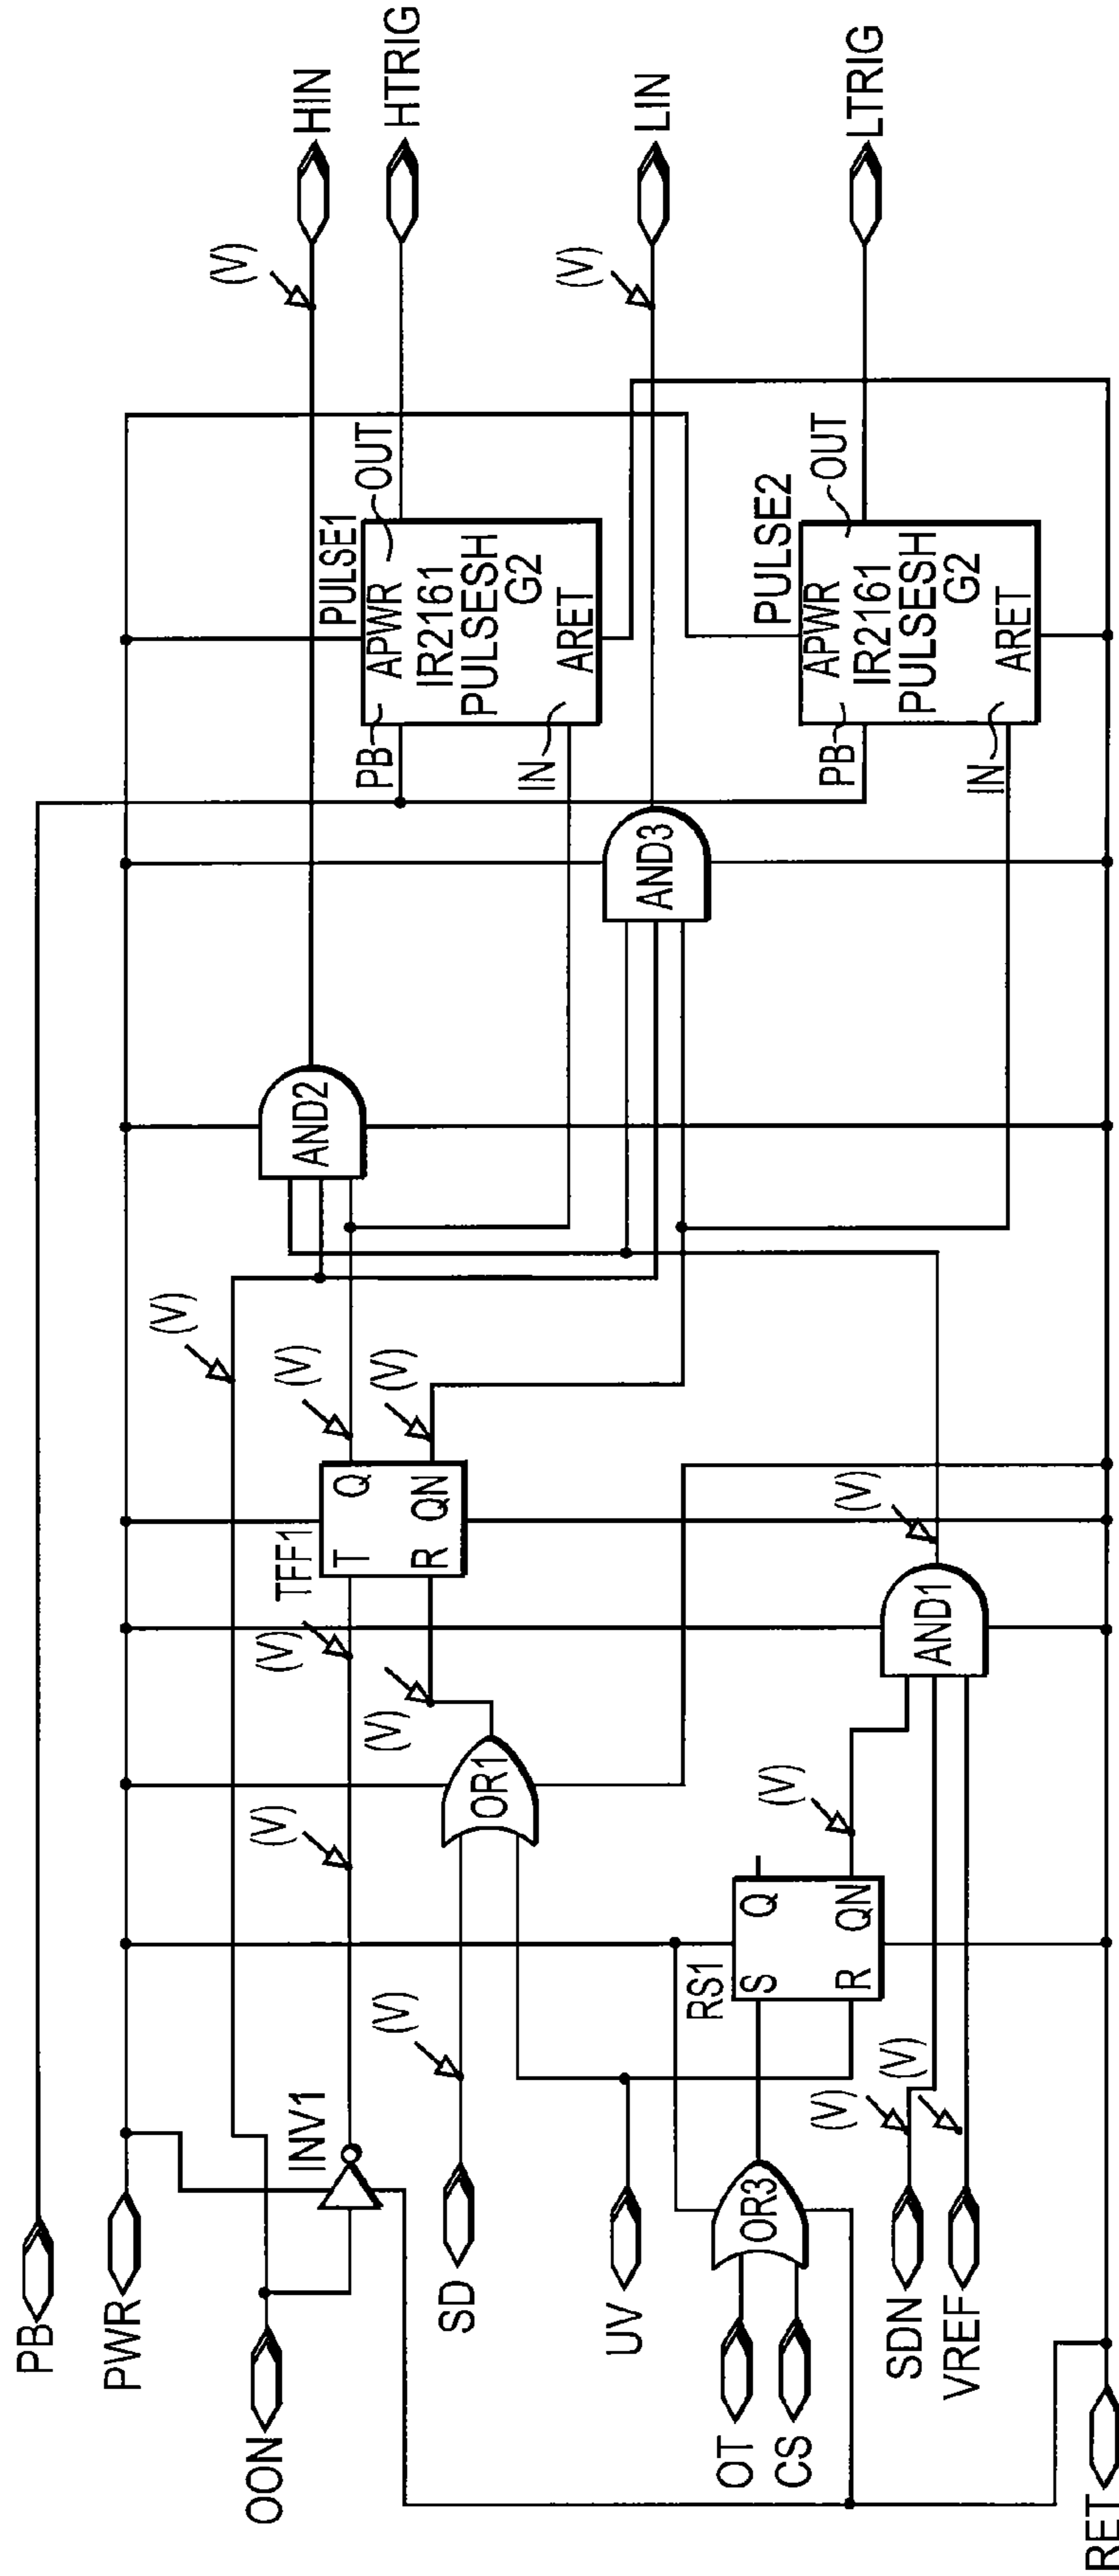 PB
PWR
OON
INV1
(V)
(V)
(V)
TFF1
T
Q
R
QN
(V)
(V)
AND2
(V)
HIN
PULSE1
PB
APWR
OUT
IR2161
PULSESH
G2
IN
ARET
HTRIG
SD
(V)
OR1
(V)
UV
AND3
(V)
LIN
OT
CS
OR3
RS1
S
Q
R
QN
(V)
SDN
(V)
VREF
(V)
AND1
(V)
PULSE2
PB
APWR
OUT
IR2161
PULSESH
G2
IN
ARET
LTRIG
RET